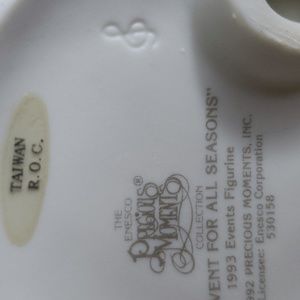 TAIWAN
R.O.C.
THE
ENESCO
PRECIOUS
MOMENTS®
COLLECTION
VENT FOR ALL SEASONS"
1993 Events Figurine
992 PRECIOUS MOMENTS, INC.
Licensee: Enesco Corporation
530158